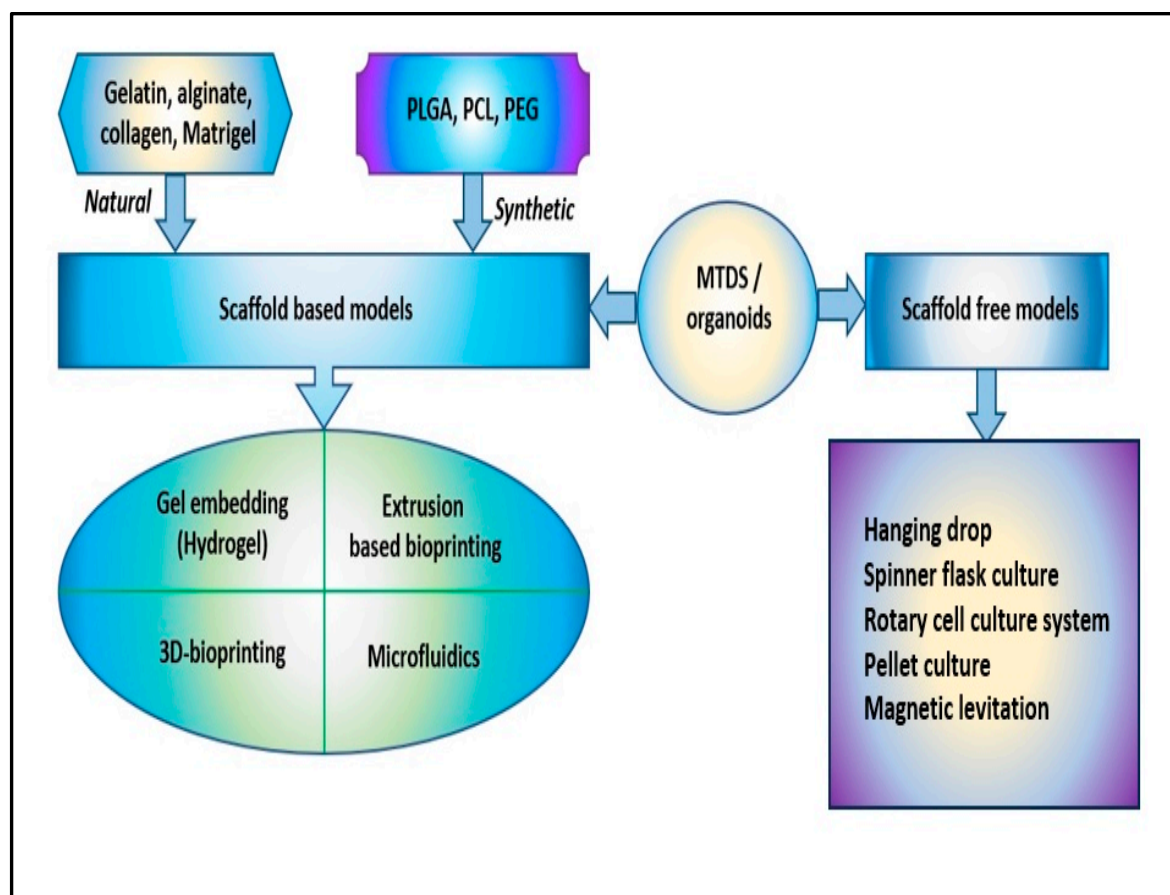 Gelatin, alginate,
collagen, Matrigel
PLGA, PCL, PEG
Natural
Synthetic
Scaffold based models
MTDS /
organoids
Scaffold free models
Gel embedding
(Hydrogel)
Extrusion
based bioprinting
3D-bioprinting
Microfluidics
Hanging drop
Spinner flask culture
Rotary cell culture system
Pellet culture
Magnetic levitation